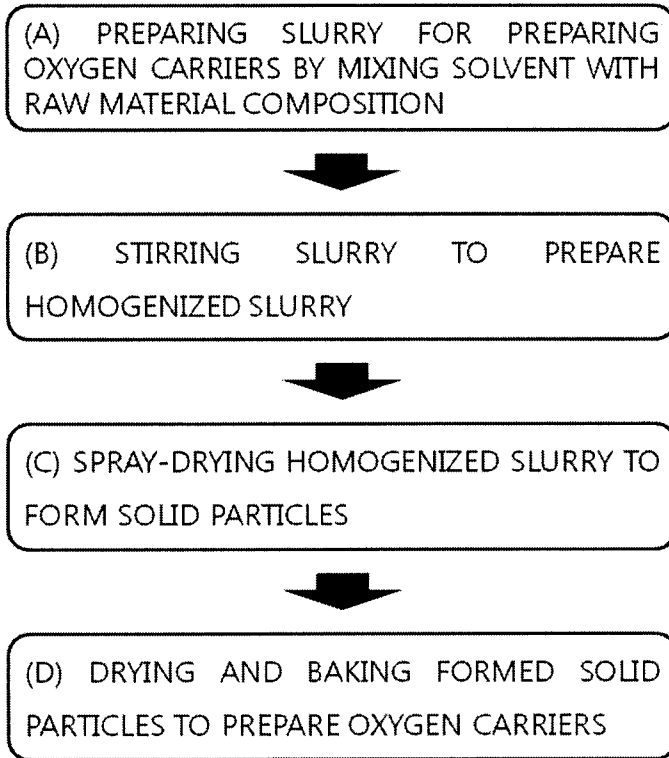 (A) PREPARING SLURRY FOR PREPARING
OXYGEN CARRIERS BY MIXING SOLVENT WITH
RAW MATERIAL COMPOSITION
(B) STIRRING SLURRY TO PREPARE
HOMOGENIZED SLURRY
(C) SPRAY-DRYING HOMOGENIZED SLURRY TO
FORM SOLID PARTICLES
(D) DRYING AND BAKING FORMED SOLID
PARTICLES TO PREPARE OXYGEN CARRIERS